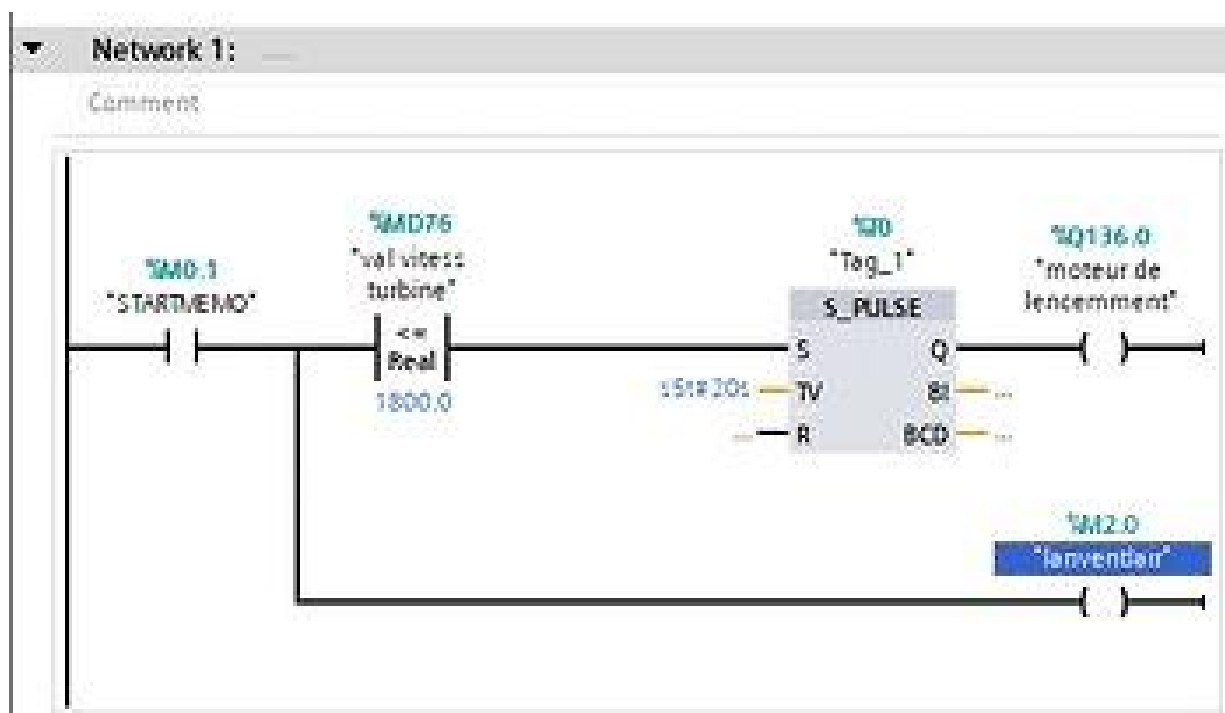 Network 1:
Comment
%MD76
"val vitess
turbine"
%M0.1
"STARTMEMO"
<=
Real
1800.0
%T0
"Tag_1"
S_PULSE
S
Q
TV
BI
...
...
R
BCD
...
%Q136.0
"moteur de
lencemment"
%M2.0